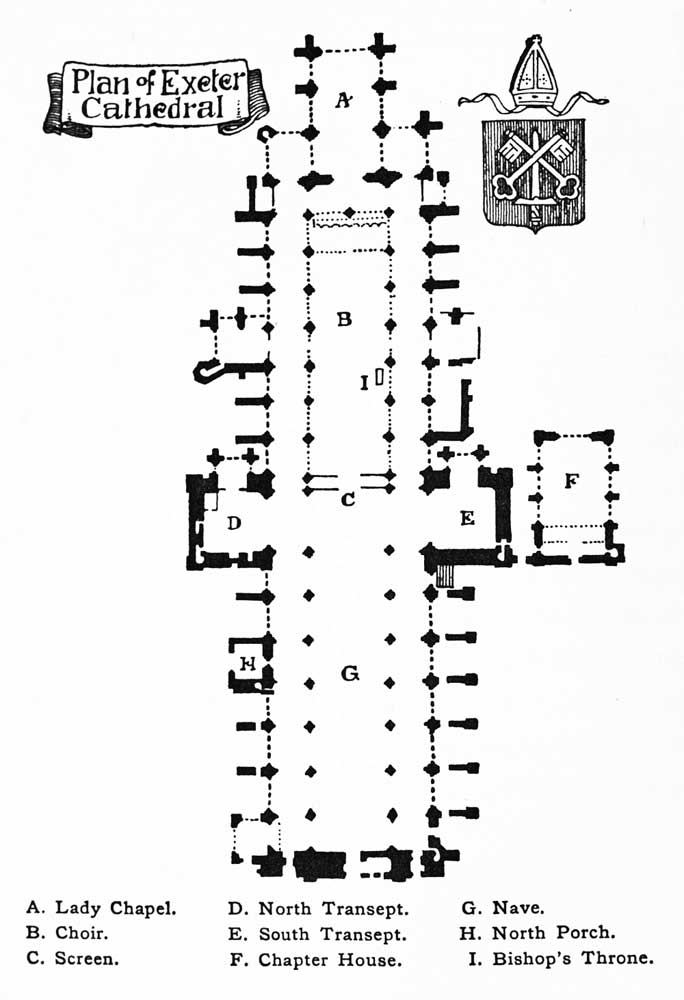 Plan of Exeter
Cathedral
A
B
I
C
D
E
F
H
G
N
A. Lady Chapel.
B. Choir.
C. Screen.
D. North Transept.
E. South Transept.
F. Chapter House.
G. Nave.
H. North Porch.
I. Bishop's Throne.